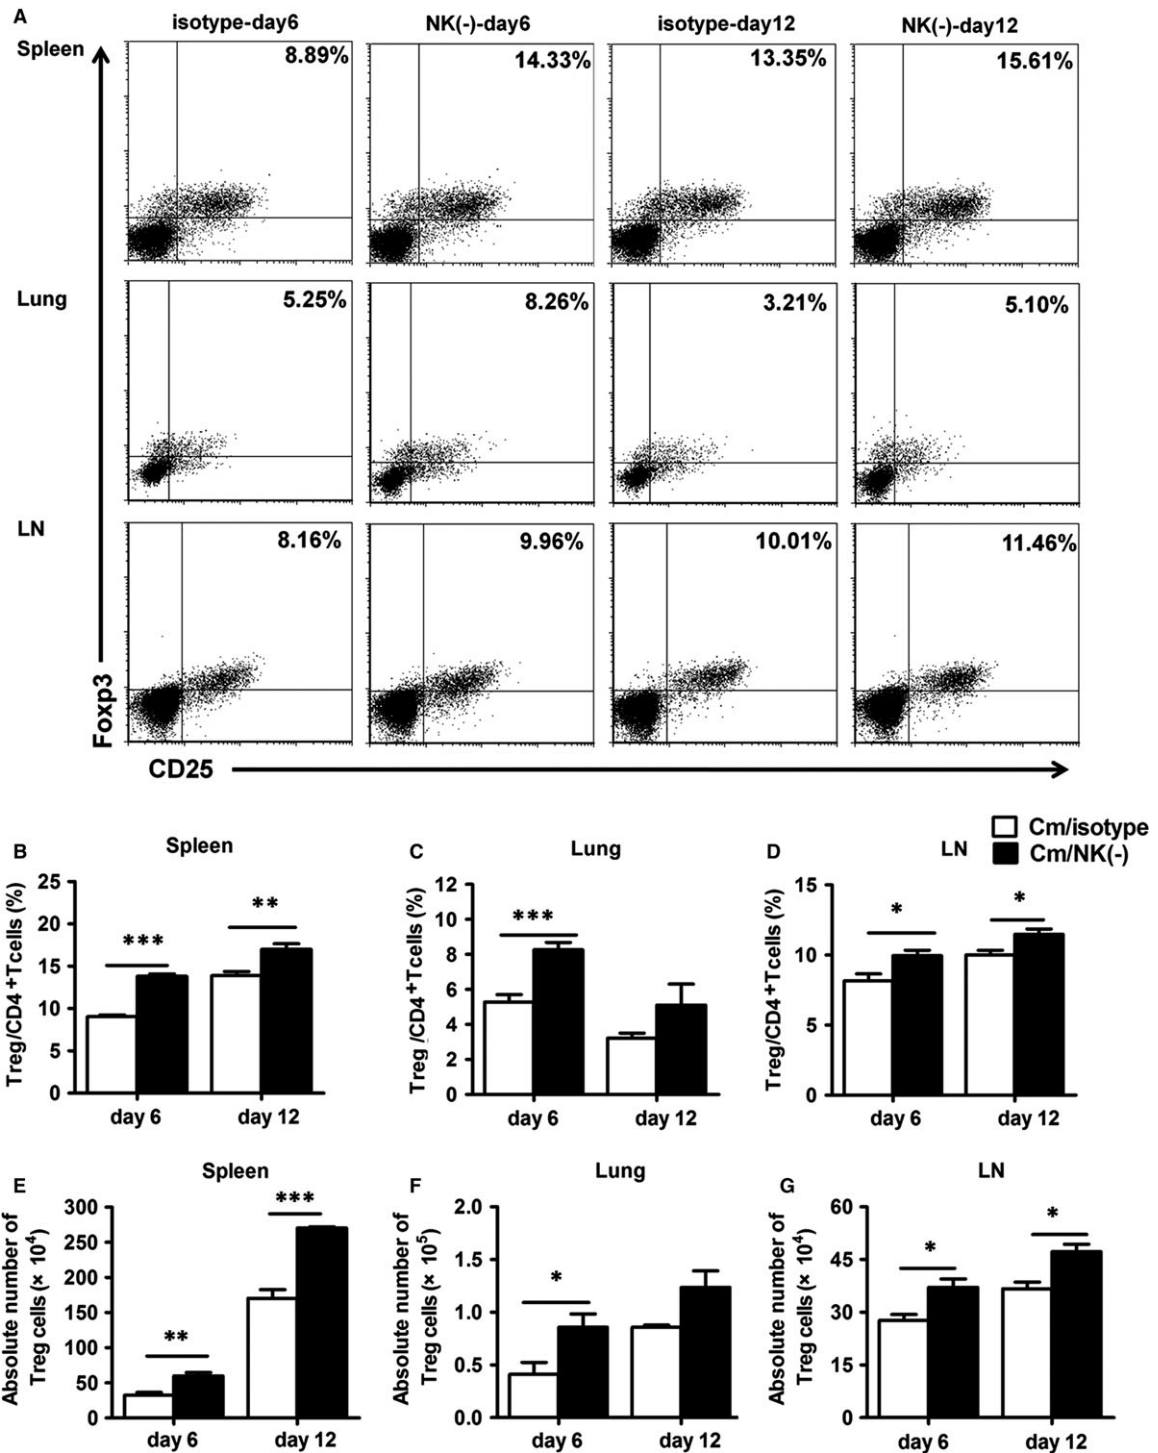 A
isotype-day6 NK(-)-day6 isotype-day12 NK(-)-day12
Spleen
8.89% 14.33% 13.35% 15.61%
Lung
5.25% 8.26% 3.21% 5.10%
LN
8.16% 9.96% 10.01% 11.46%
Foxp3
CD25
Cm/isotype
Cm/NK(-)
B Spleen
Treg/CD4+Tcells (%)
25
20
15
10
5
0
***
**
day 6 day 12
C Lung
Treg/CD4+Tcells (%)
12
10
8
6
4
2
0
***
day 6 day 12
D LN
Treg/CD4+Tcells (%)
15
10
5
0
*
*
day 6 day 12
E Spleen
Absolute number of
Treg cells (× 10⁴)
300
250
200
150
100
50
0
**
***
day 6 day 12
F Lung
Absolute number of
Treg cells (× 10⁵)
2.0
1.5
1.0
0.5
0.0
*
day 6 day 12
G LN
Absolute number of
Treg cells (× 10⁴)
60
45
30
15
0
*
*
day 6 day 12